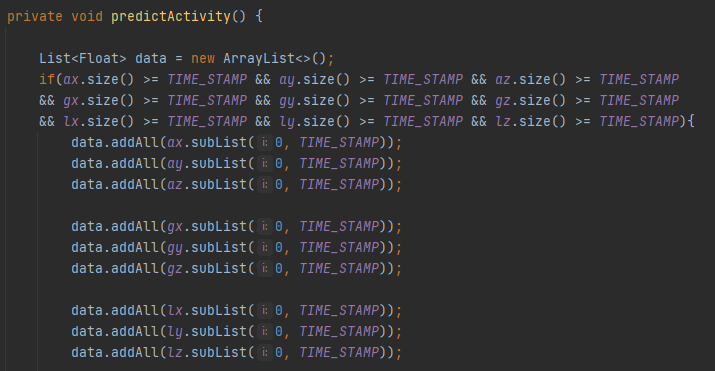 private void predictActivity() {
List<Float> data = new ArrayList<>();
if(ax.size() >= TIME_STAMP && ay.size() >= TIME_STAMP && az.size() >= TIME_STAMP
&& gx.size() >= TIME_STAMP && gy.size() >= TIME_STAMP && gz.size() >= TIME_STAMP
&& lx.size() >= TIME_STAMP && ly.size() >= TIME_STAMP && lz.size() >= TIME_STAMP){
data.addAll(ax.subList( i: 0, TIME_STAMP));
data.addAll(ay.subList( i: 0, TIME_STAMP));
data.addAll(az.subList( i: 0, TIME_STAMP));
data.addAll(gx.subList( i: 0, TIME_STAMP));
data.addAll(gy.subList( i: 0, TIME_STAMP));
data.addAll(gz.subList( i: 0, TIME_STAMP));
data.addAll(lx.subList( i: 0, TIME_STAMP));
data.addAll(ly.subList( i: 0, TIME_STAMP));
data.addAll(lz.subList( i: 0, TIME_STAMP));